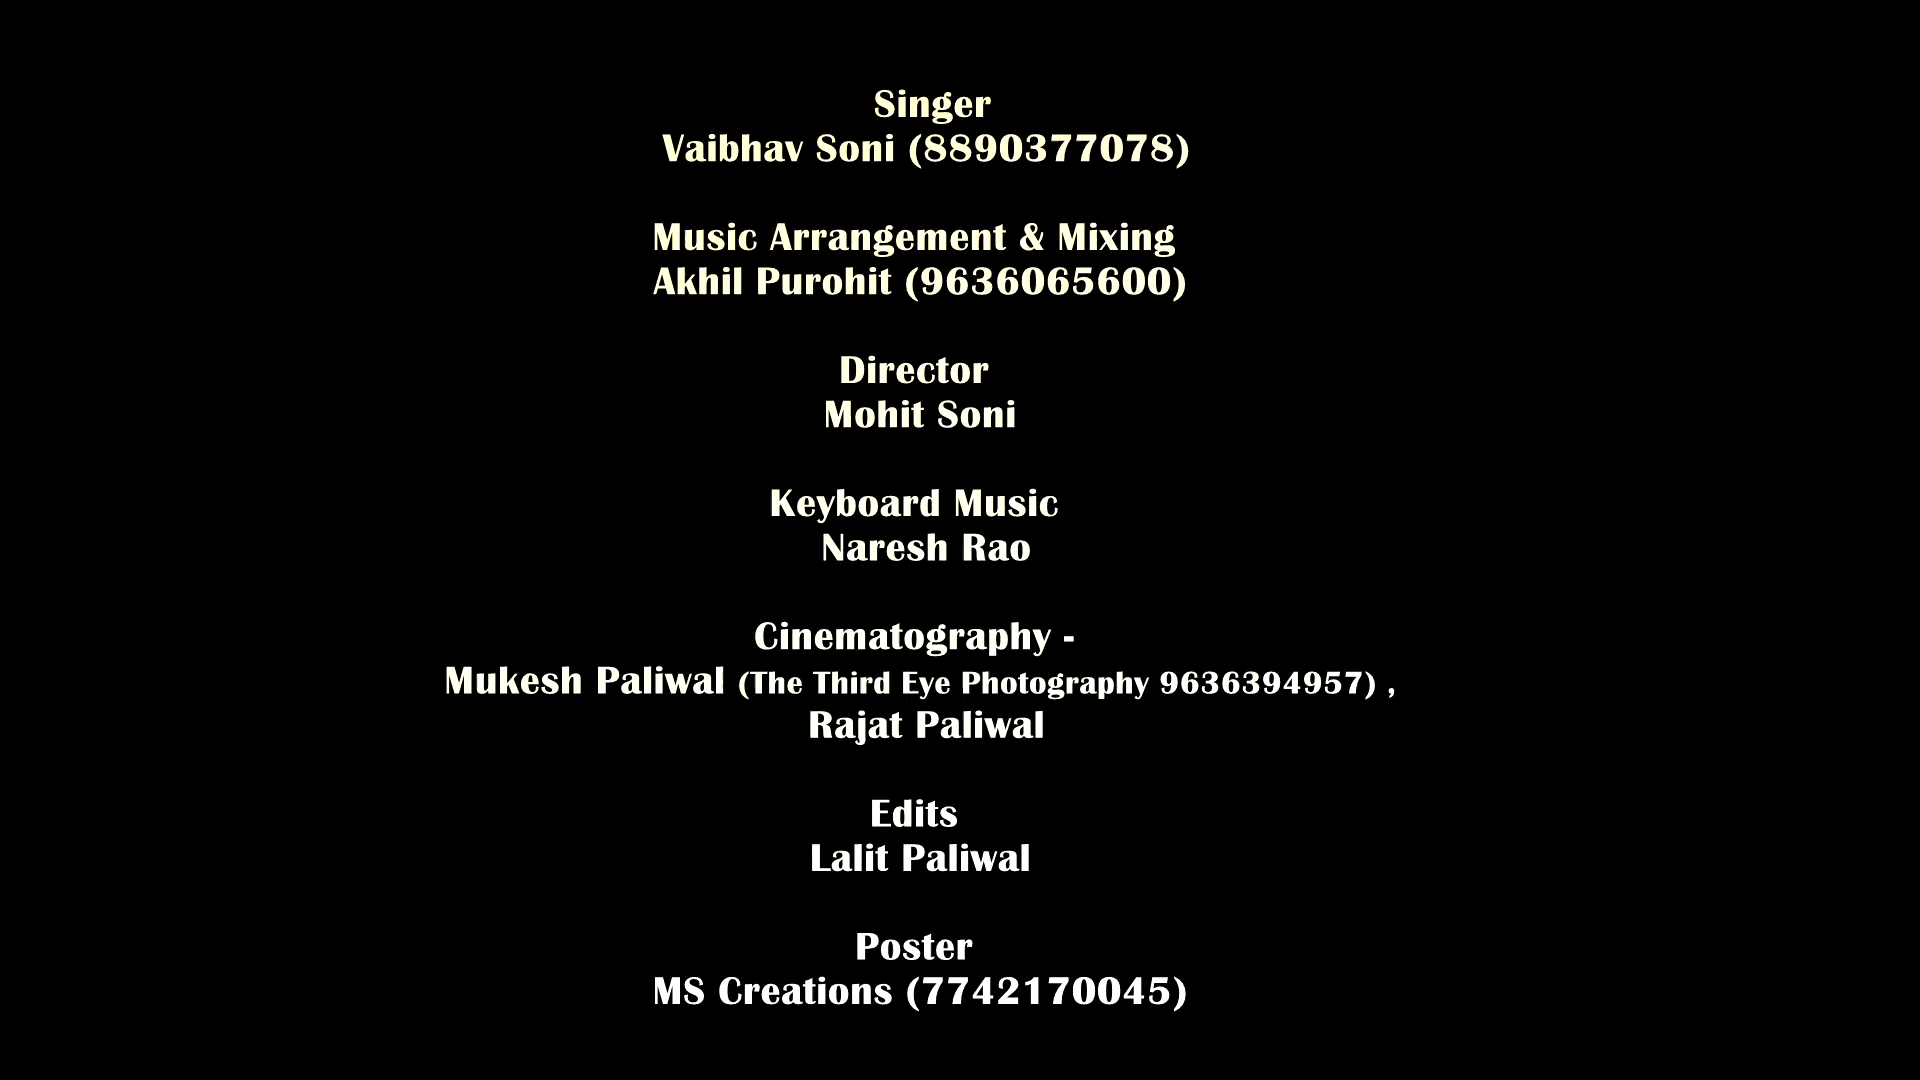 Singer
Vaibhav Soni (8890377078)
Music Arrangement & Mixing
Akhil Purohit (9636065600)
Director
Mohit Soni
Keyboard Music
Naresh Rao
Cinematography -
Mukesh Paliwal (The Third Eye Photography 9636394957) ,
Rajat Paliwal
Edits
Lalit Paliwal
Poster
MS Creations (7742170045)